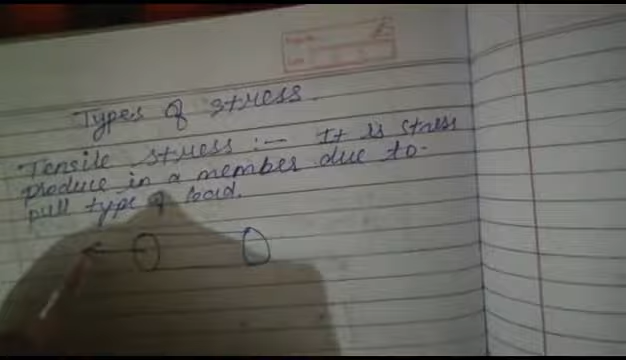 Types of stress.
Tensile stress :- It is stress
produce in a member due to
pull type of load.